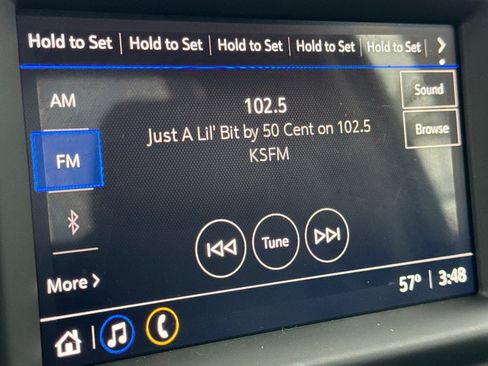 Hold to Set | Hold to Set | Hold to Set | Hold to Set | Hold to Set |
AM
Sound
102.5
Just A Lil' Bit by 50 Cent on 102.5
KSFM
Browse
FM
Tune
More >
57° | 3:48